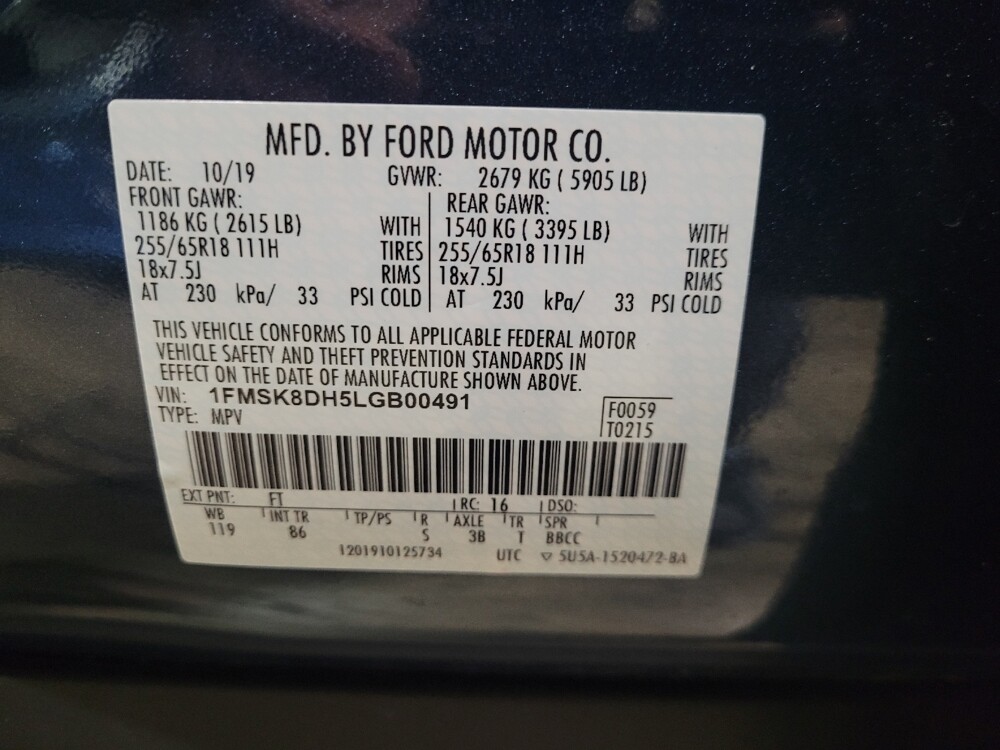 MFD. BY FORD MOTOR CO.
DATE: 10/19 GVWR: 2679 KG ( 5905 LB)
FRONT GAWR: REAR GAWR:
1186 KG ( 2615 LB) WITH 1540 KG ( 3395 LB) WITH
255/65R18 111H TIRES 255/65R18 111H TIRES
18x7.5J RIMS 18x7.5J RIMS
AT 230 kPa/ 33 PSI COLD AT 230 kPa/ 33 PSI COLD
THIS VEHICLE CONFORMS TO ALL APPLICABLE FEDERAL MOTOR
VEHICLE SAFETY AND THEFT PREVENTION STANDARDS IN
EFFECT ON THE DATE OF MANUFACTURE SHOWN ABOVE.
VIN: 1FMSK8DH5LGB00491 F0059
TYPE: MPV T0215
EXT PNT: FT RC: 16 DSO:
WB INT TR TP/PS R AXLE TR SPR
119 86 S 3B T BBCC
1201910125734 UTC ▽ 5U5A-1520472-BA